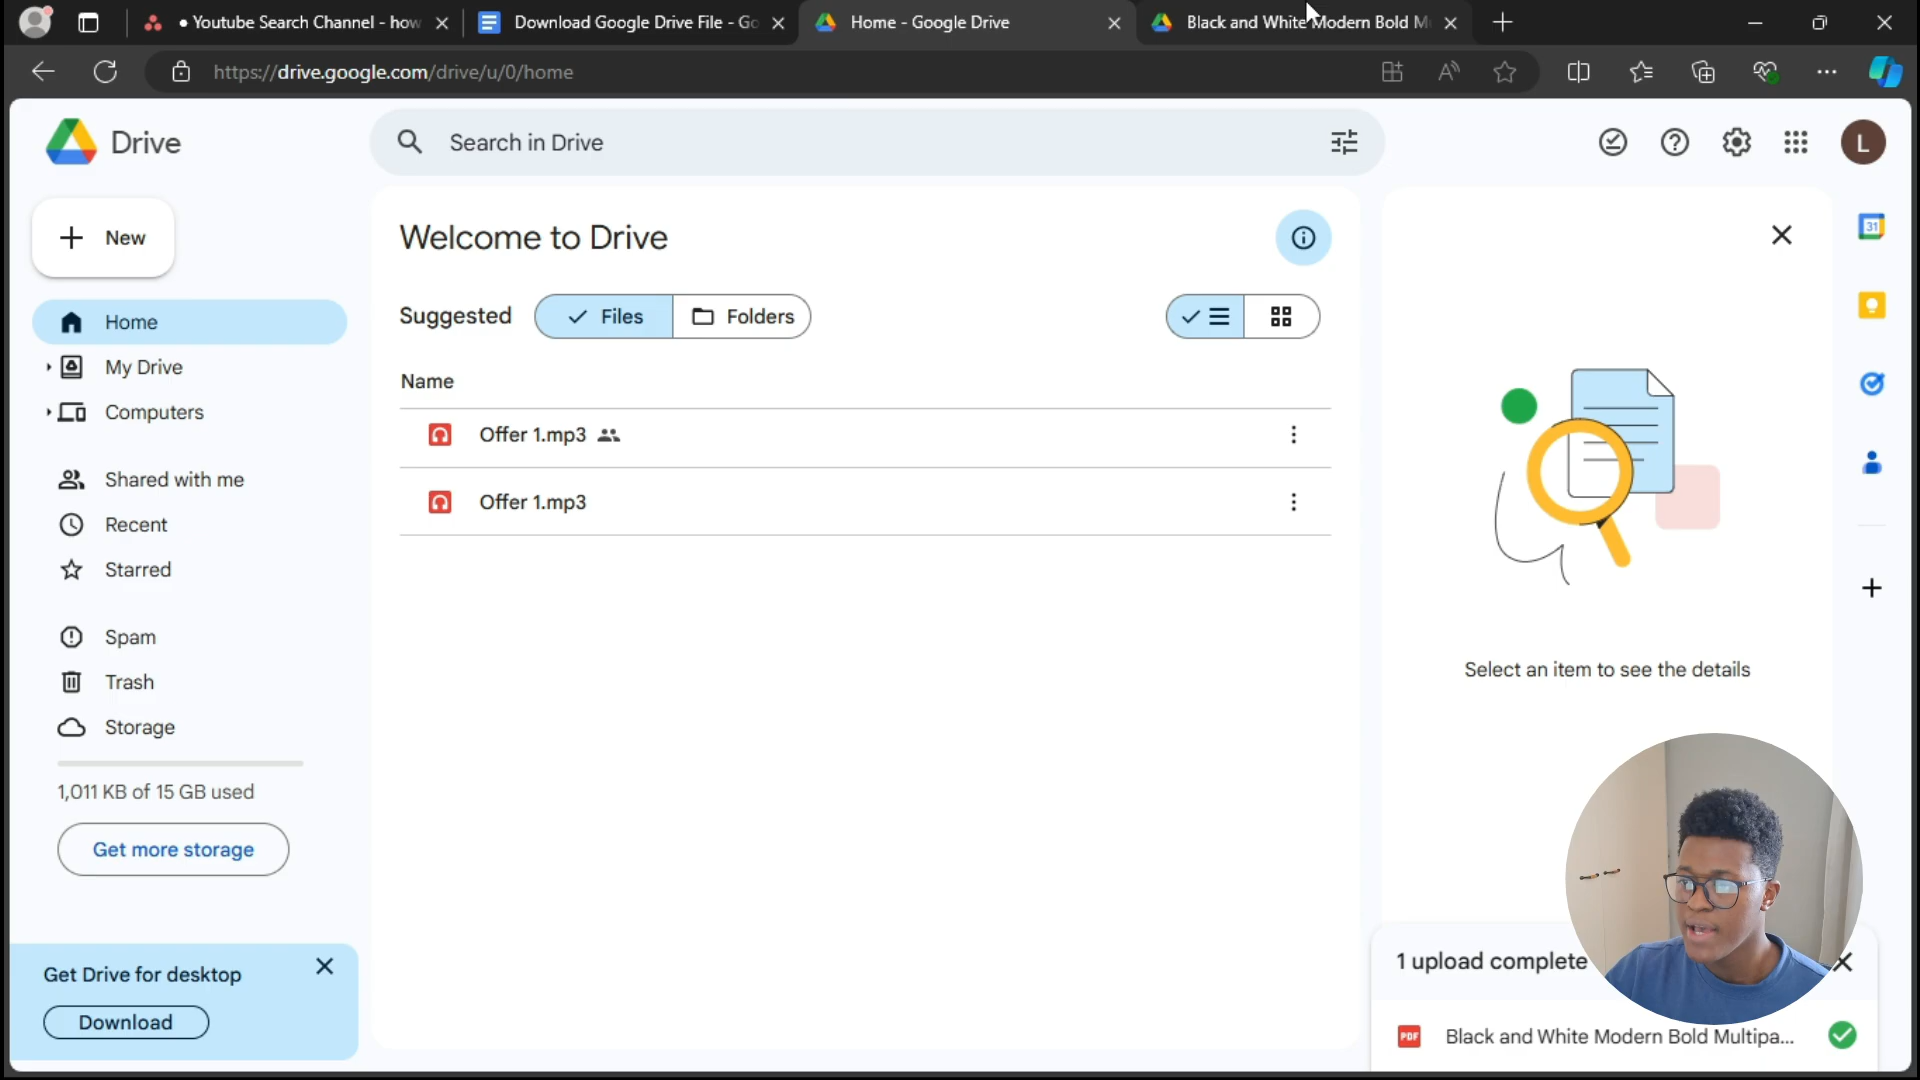 • Youtube Search Channel - how
Download Google Drive File - Go
Home - Google Drive
Black and White Modern Bold M
https://drive.google.com/drive/u/0/home
Drive
Search in Drive
L
New
Welcome to Drive
31
Suggested
Files
Folders
Home
My Drive
Computers
Name
Offer 1.mp3
Offer 1.mp3
Shared with me
Recent
Starred
Spam
Trash
Storage
Select an item to see the details
1,011 KB of 15 GB used
Get more storage
Get Drive for desktop
Download
1 upload complete
PDF
Black and White Modern Bold Multipa...